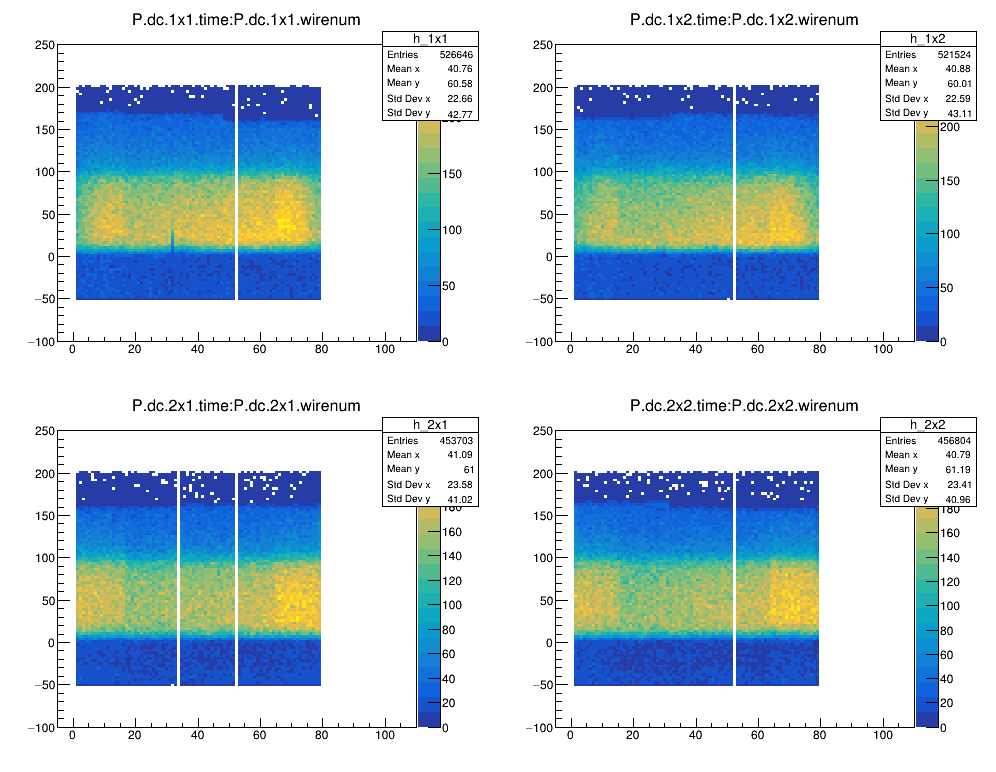 P.dc.1x1.time:P.dc.1x1.wirenum
h_1x1
Entries 526646
Mean x 40.76
Mean y 60.58
Std Dev x 22.66
Std Dev y 42.77
250
200
150
100
50
0
−50
−100
0 20 40 60 80 100
150
100
50
0
P.dc.1x2.time:P.dc.1x2.wirenum
h_1x2
Entries 521524
Mean x 40.88
Mean y 60.01
Std Dev x 22.59
Std Dev y 43.11
250
200
150
100
50
0
−50
−100
0 20 40 60 80 100
200
150
100
50
0
P.dc.2x1.time:P.dc.2x1.wirenum
h_2x1
Entries 453703
Mean x 41.09
Mean y 61
Std Dev x 23.58
Std Dev y 41.02
250
200
150
100
50
0
−50
−100
0 20 40 60 80 100
180
160
140
120
100
80
60
40
20
0
P.dc.2x2.time:P.dc.2x2.wirenum
h_2x2
Entries 456804
Mean x 40.79
Mean y 61.19
Std Dev x 23.41
Std Dev y 40.96
250
200
150
100
50
0
−50
−100
0 20 40 60 80 100
180
160
140
120
100
80
60
40
20
0